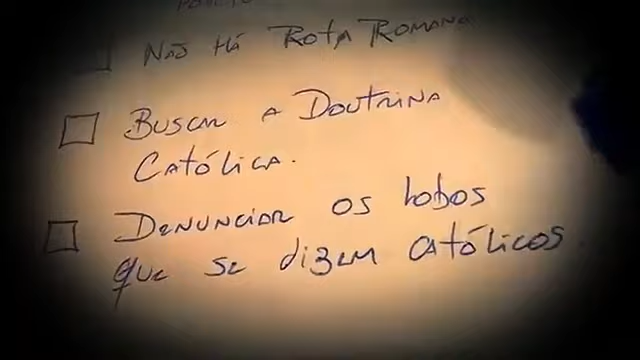 Não Há Rota Romana
Buscar a Doutrina
Católica.
Denunciar os lobos
que se dizem católicos